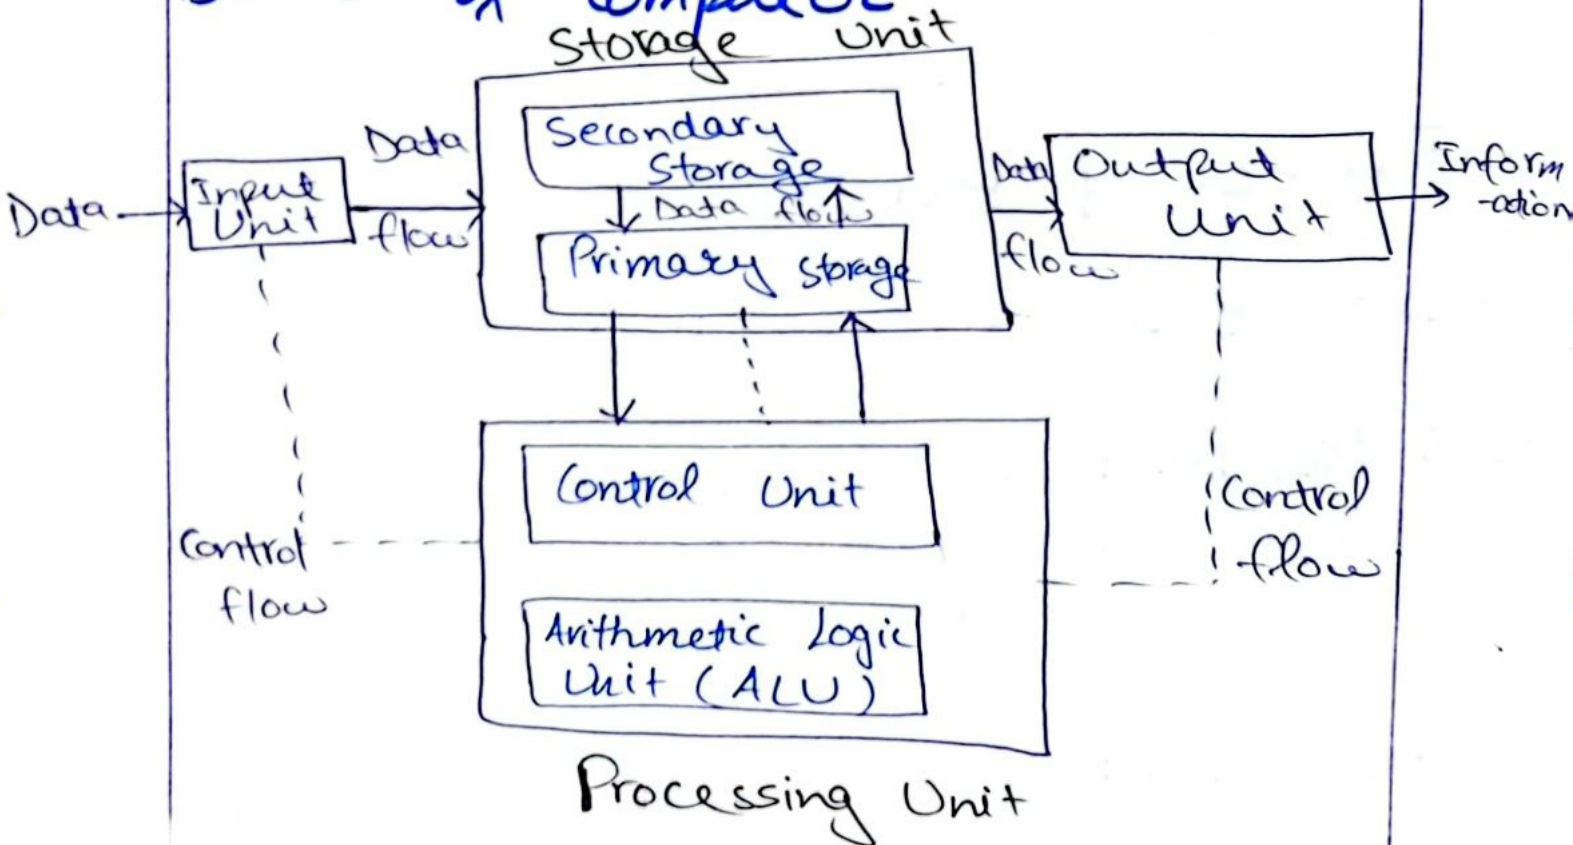 Computer
Storage Unit
Secondary
Storage
Data flow
Primary storage
Data
Input
Unit
Data
flow
Data
flow
Output
Unit
Inform
-ation
Control Unit
Arithmetic Logic
Unit (ALU)
Control
flow
Control
flow
Processing Unit